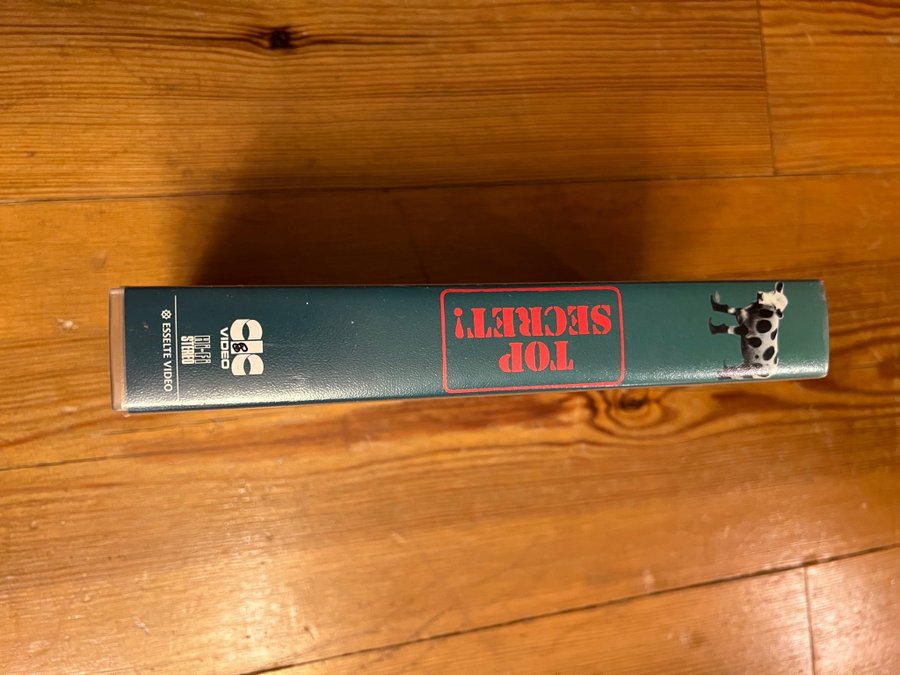 TOP
SECRET!
CIC
VIDEO
HI-FI
STEREO
ESSELTE VIDEO